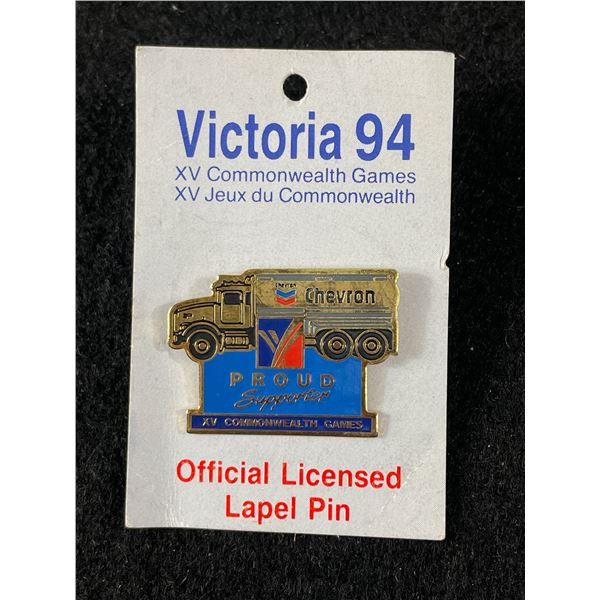 Victoria 94
XV Commonwealth Games
XV Jeux du Commonwealth
CHEVRON
Chevron
PROUD
Supporter
XV COMMONWEALTH GAMES
Official Licensed
Lapel Pin